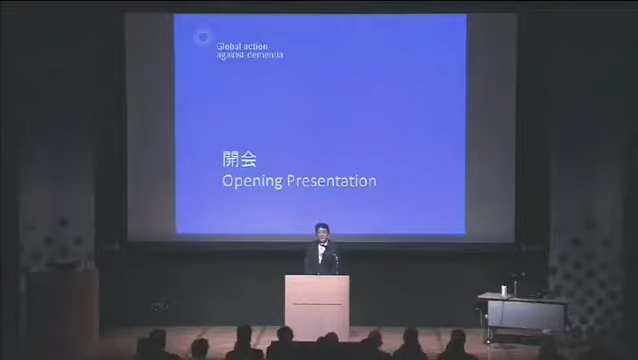 Global action
against dementia
開会
Opening Presentation